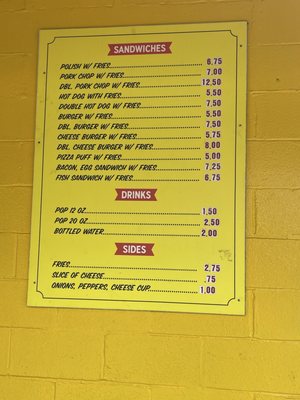 SANDWICHES
POLISH W/ FRIES 6.75
PORK CHOP W/ FRIES 7.00
DBL. PORK CHOP W/ FRIES 12.50
HOT DOG WITH FRIES 5.50
DOUBLE HOT DOG W/ FRIES 7.50
BURGER W/ FRIES 5.50
DBL. BURGER W/ FRIES 7.50
CHEESE BURGER W/ FRIES 5.75
DBL. CHEESE BURGER W/ FRIES 8.00
PIZZA PUFF W/ FRIES 5.00
BACON, EGG SANDWICH W/ FRIES 7.25
FISH SANDWICH W/ FRIES 6.75
DRINKS
POP 12 OZ 1.50
POP 20 OZ 2.50
BOTTLED WATER 2.00
SIDES
FRIES 2.75
SLICE OF CHEESE .75
ONIONS, PEPPERS, CHEESE CUP 1.00